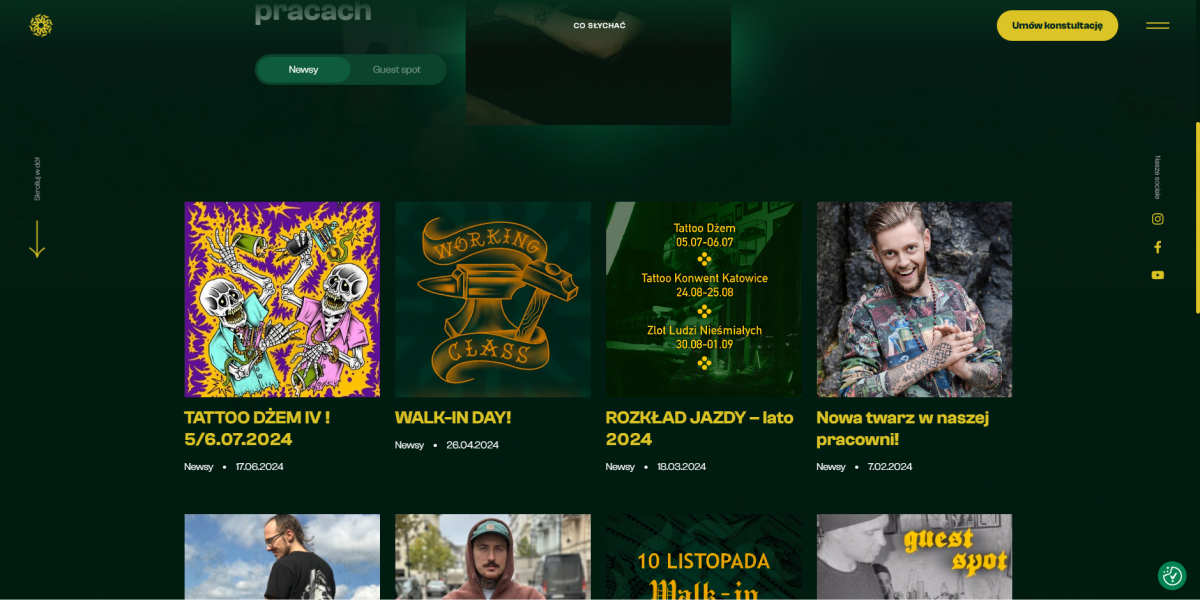 pracach
CO SŁYCHAĆ
Umów konstultację
Newsy
Guest spot
Skrolluj w dół
Nasze sociale
WORKING
CLASS
Tattoo Dżem
05.07-06.07
Tattoo Konwent Katowice
24.08-25.08
Zlot Ludzi Nieśmiałych
30.08-01.09
TATTOO DŻEM IV !
5/6.07.2024
Newsy • 17.06.2024
WALK-IN DAY!
Newsy • 26.04.2024
ROZKŁAD JAZDY – lato
2024
Newsy • 18.03.2024
Nowa twarz w naszej
pracowni!
Newsy • 7.02.2024
10 LISTOPADA
Walk-in
guest
spot